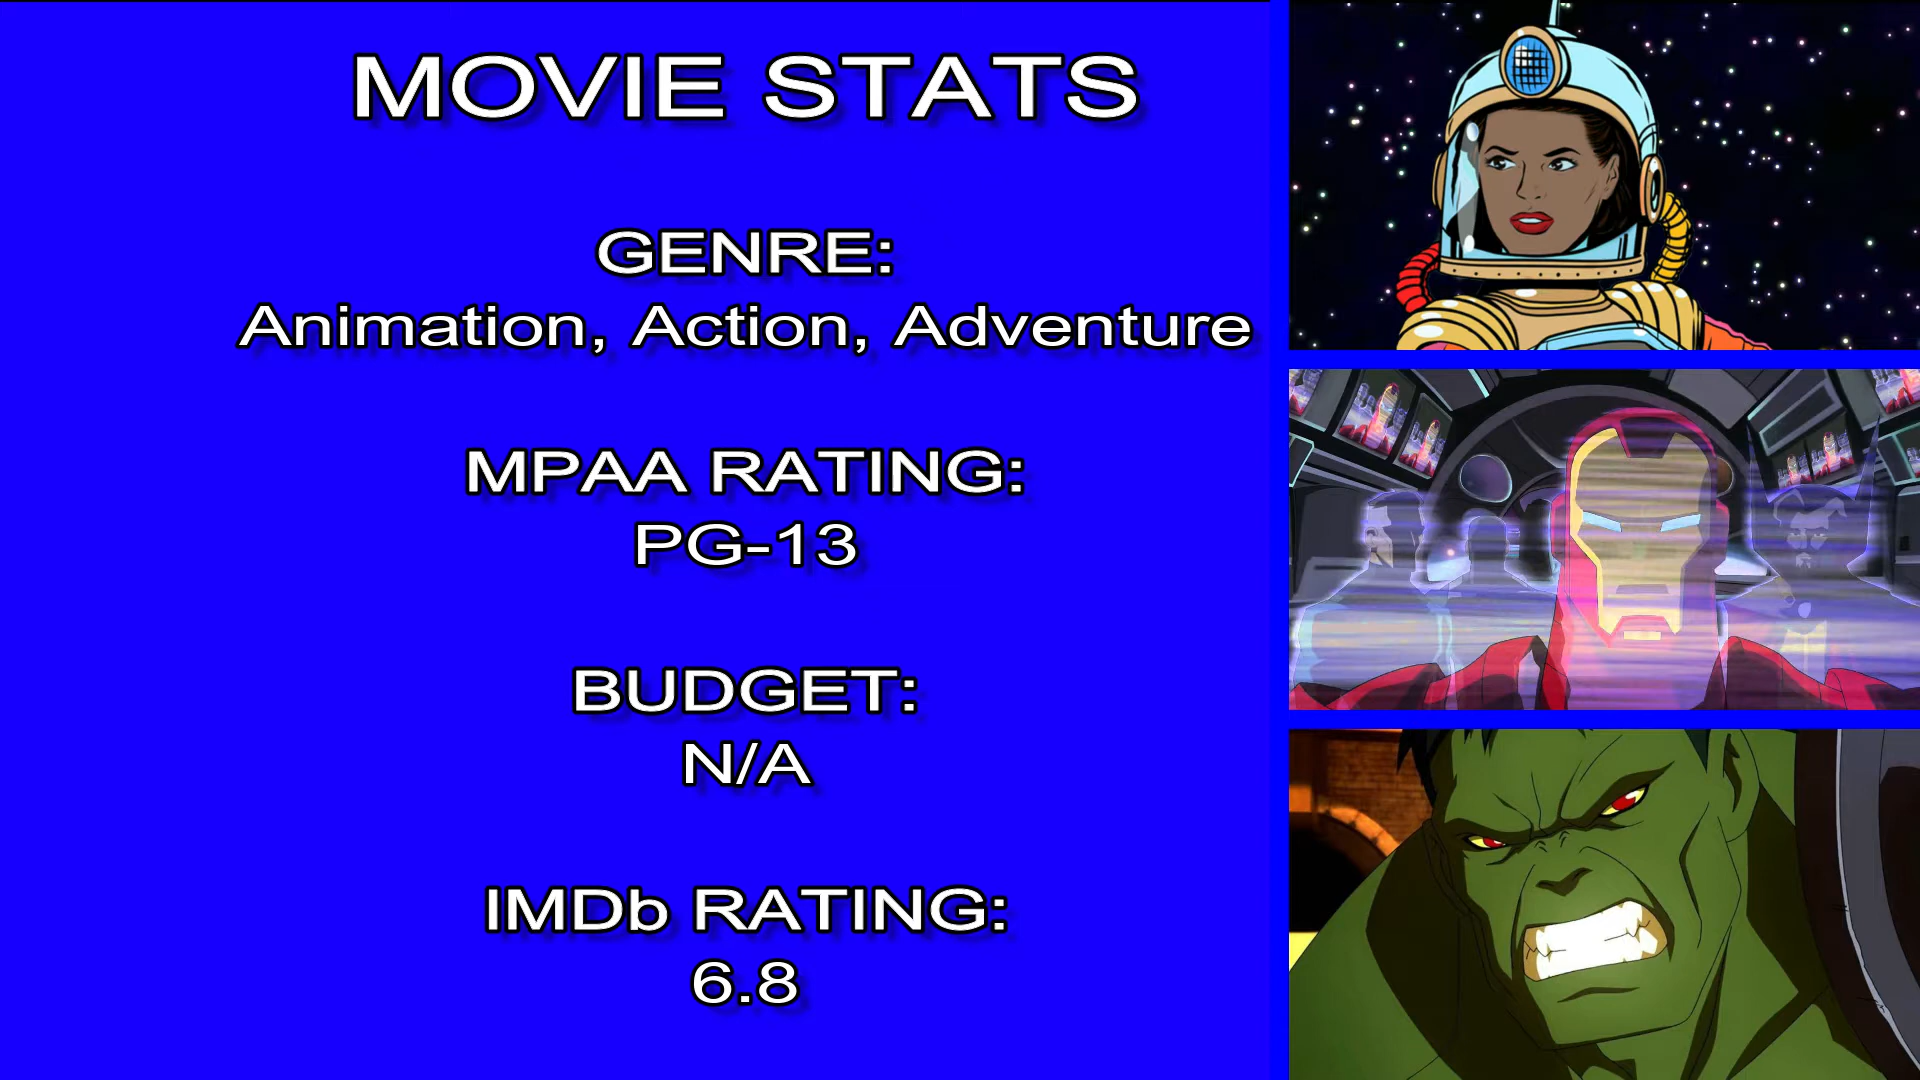 MOVIE STATS
GENRE:
Animation, Action, Adventure
MPAA RATING:
PG-13
BUDGET:
N/A
IMDb RATING:
6.8